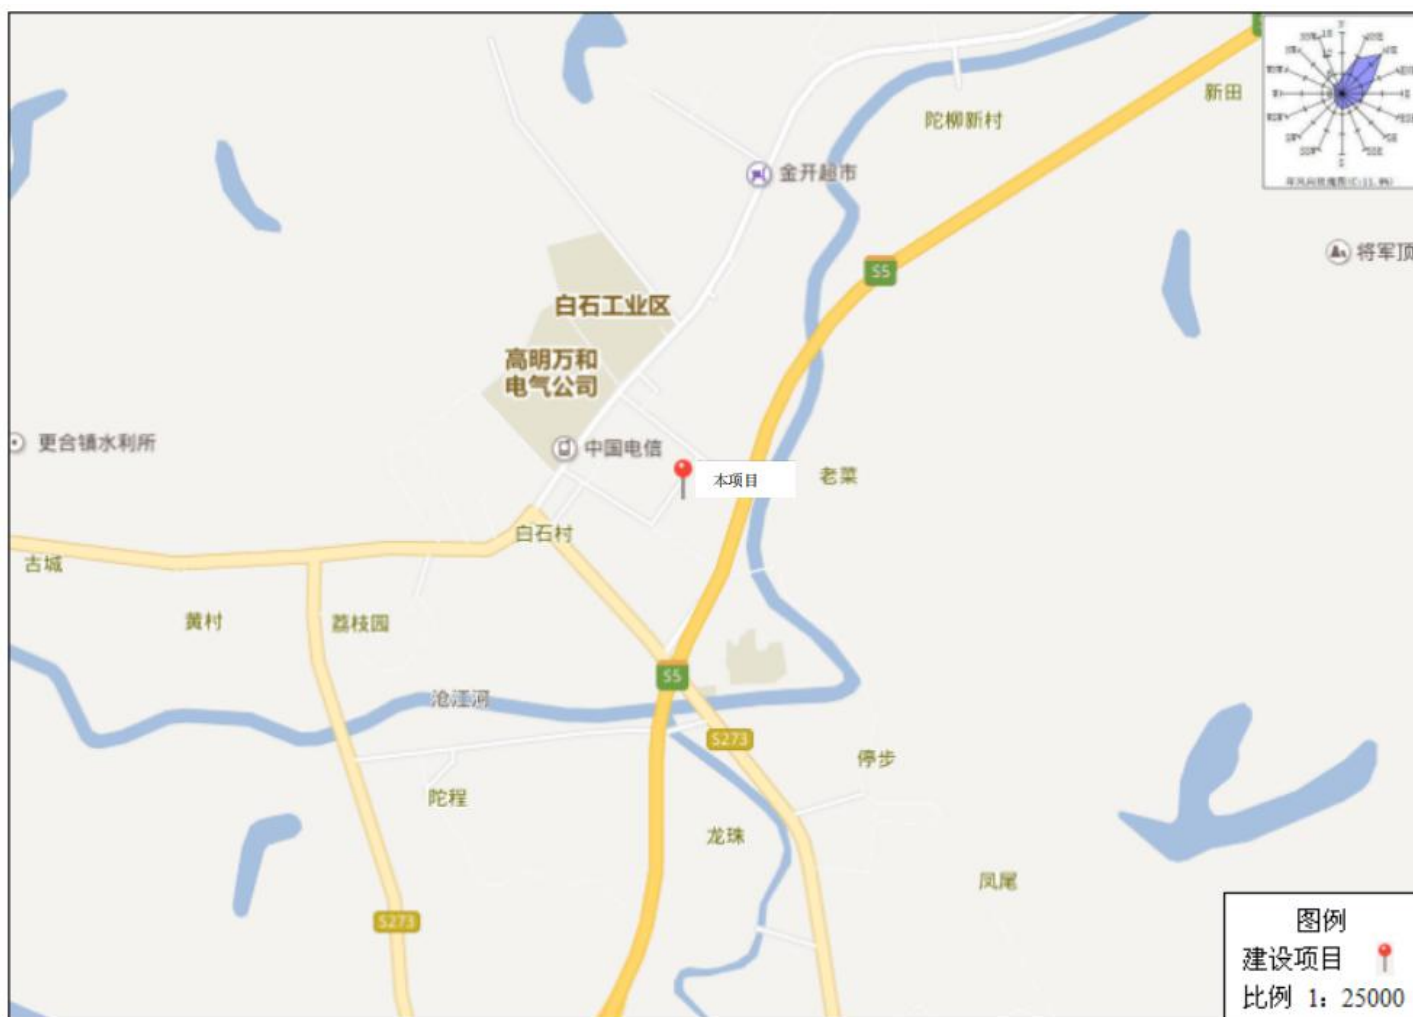 新田
陀柳新村
金开超市
将军顶
S5
白石工业区
高明万和
电气公司
更合镇水利所
中国电信
本项目
老菜
白石村
古城
黄村
荔枝园
S5
沧江河
S273
停步
陀程
龙珠
凤尾
S273
图例
建设项目
比例 1：25000